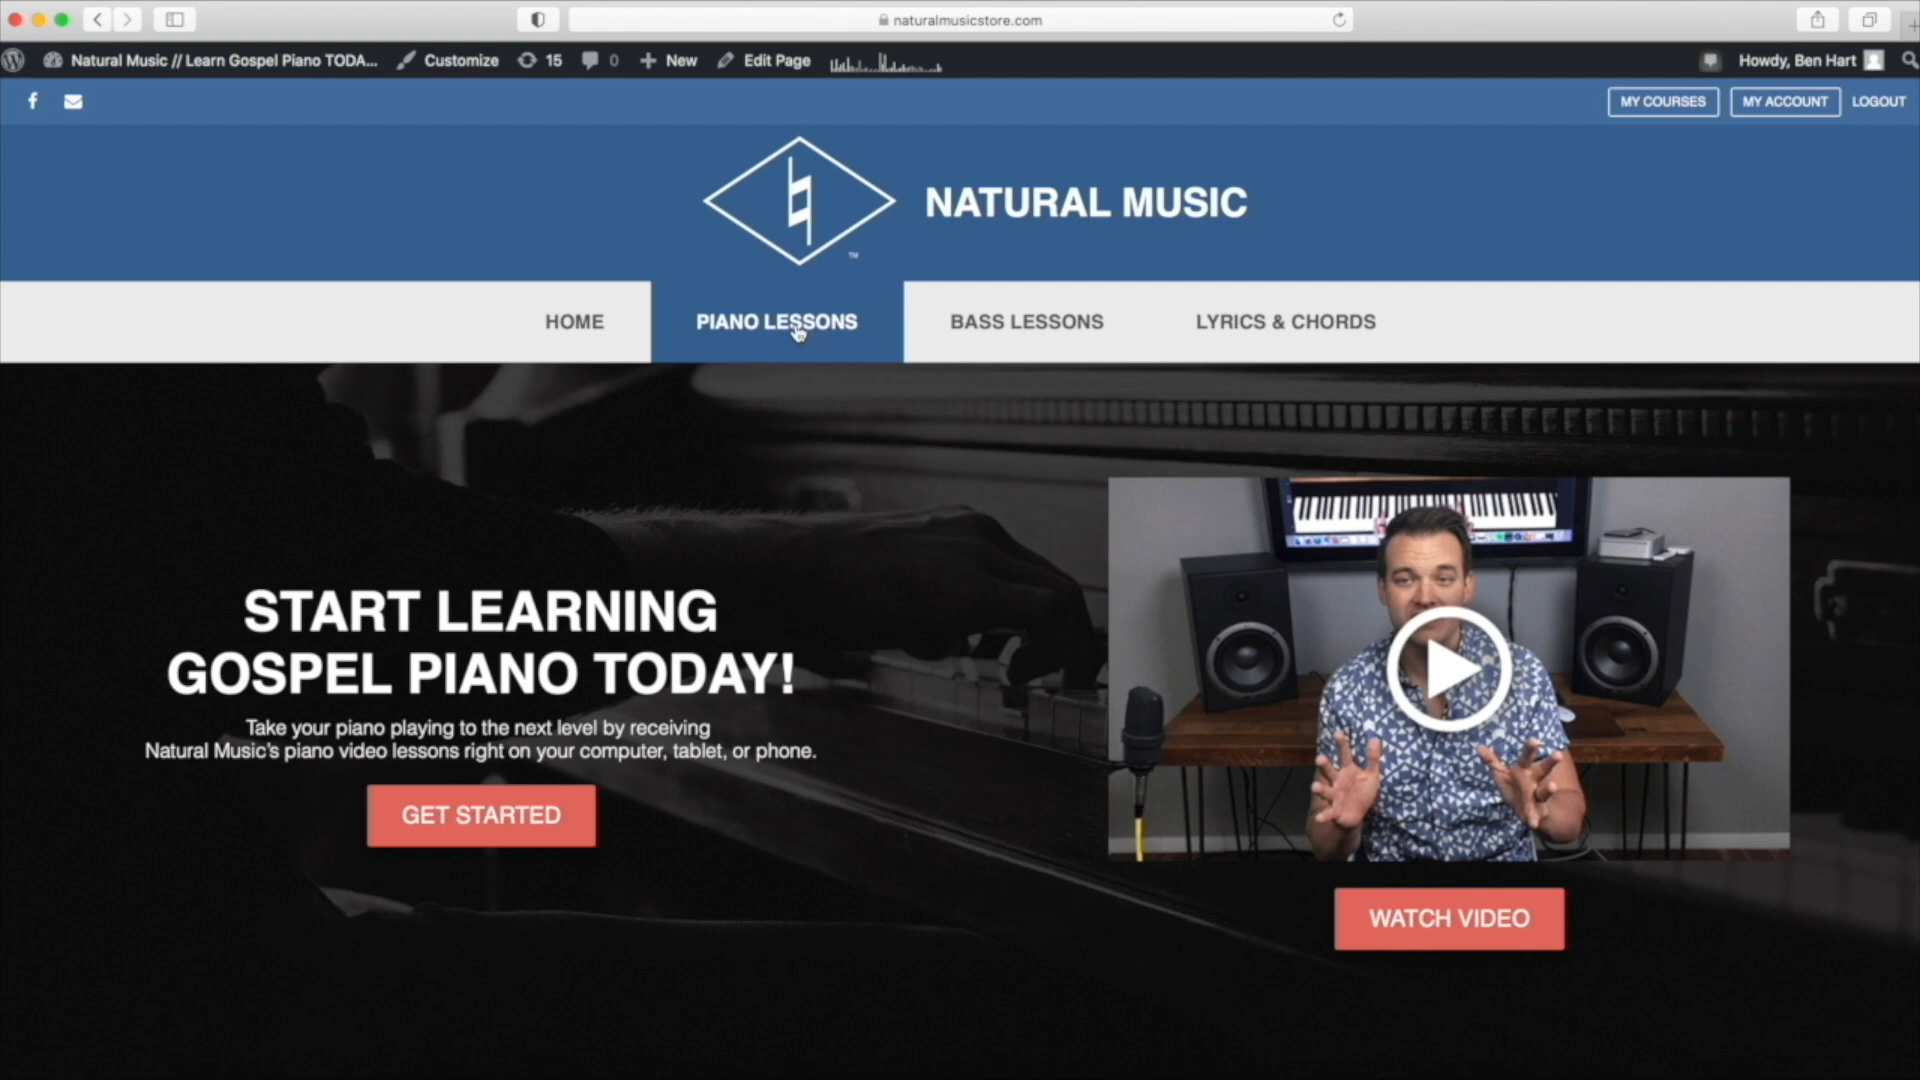 naturalmusicstore.com
Natural Music // Learn Gospel Piano TODA...
Customize
15
0
New
Edit Page
Howdy, Ben Hart
MY COURSES
MY ACCOUNT
LOGOUT
NATURAL MUSIC
TM
HOME
PIANO LESSONS
BASS LESSONS
LYRICS & CHORDS
START LEARNING
GOSPEL PIANO TODAY!
Take your piano playing to the next level by receiving
Natural Music's piano video lessons right on your computer, tablet, or phone.
GET STARTED
WATCH VIDEO